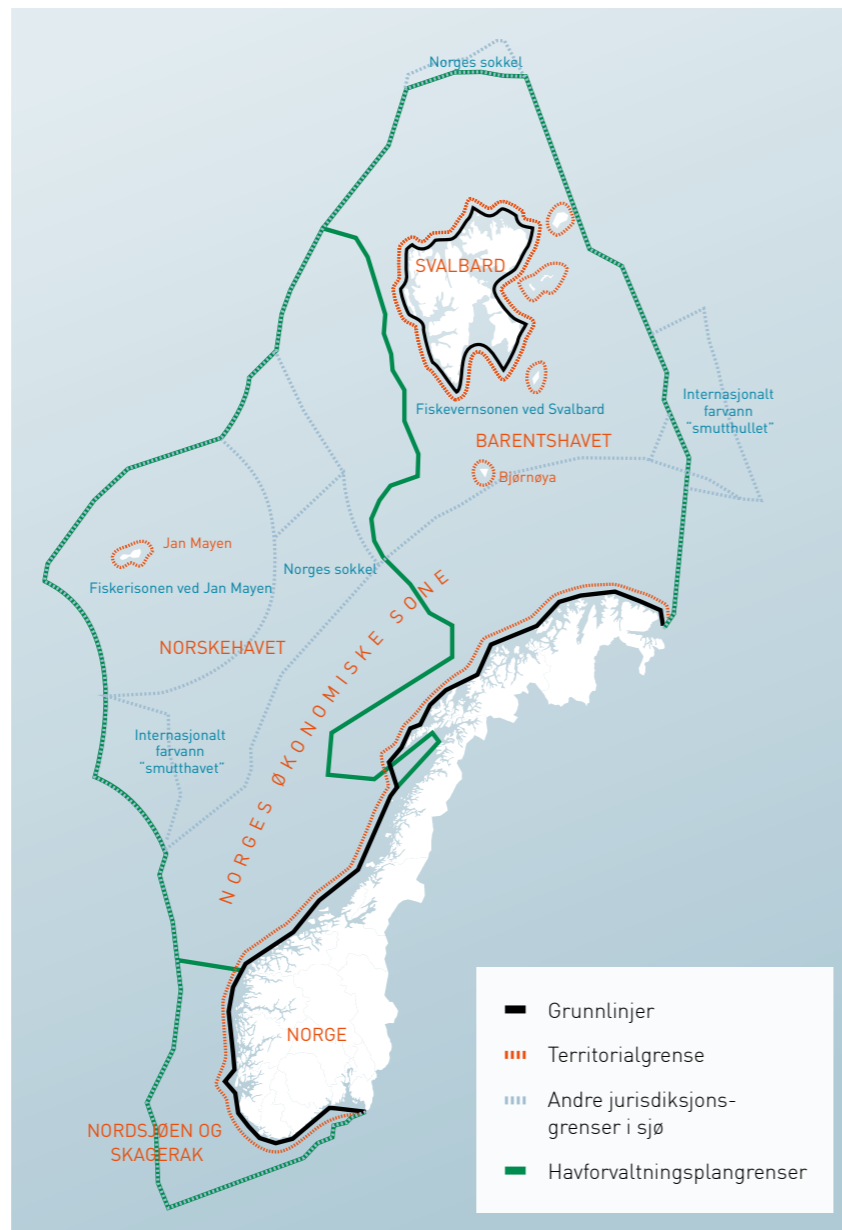 Norges sokkel
SVALBARD
Fiskevernsonen ved Svalbard
Internasjonalt
farvann
"smutthullet"
BARENTSHAVET
Bjørnøya
Jan Mayen
Norges sokkel
Fiskerisonen ved Jan Mayen
NORSKEHAVET
NORGES ØKONOMISKE SONE
Internasjonalt
farvann
"smutthavet"
NORGE
NORDSJØEN OG
SKAGERAK
Grunnlinjer
Territorialgrense
Andre jurisdiksjons-
grenser i sjø
Havforvaltningsplangrenser